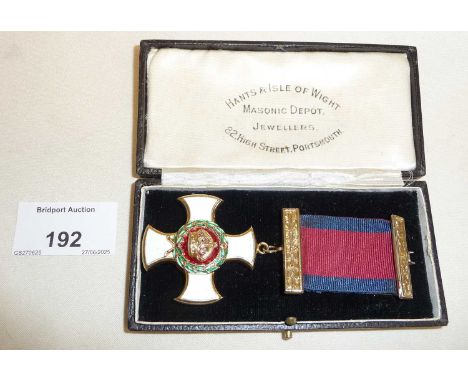 HANTS & ISLE OF WIGHT
MASONIC DEPOT,
JEWELLERS.
82, HIGH STREET, PORTSMOUTH
Bridport Auction
192
27/06/2025